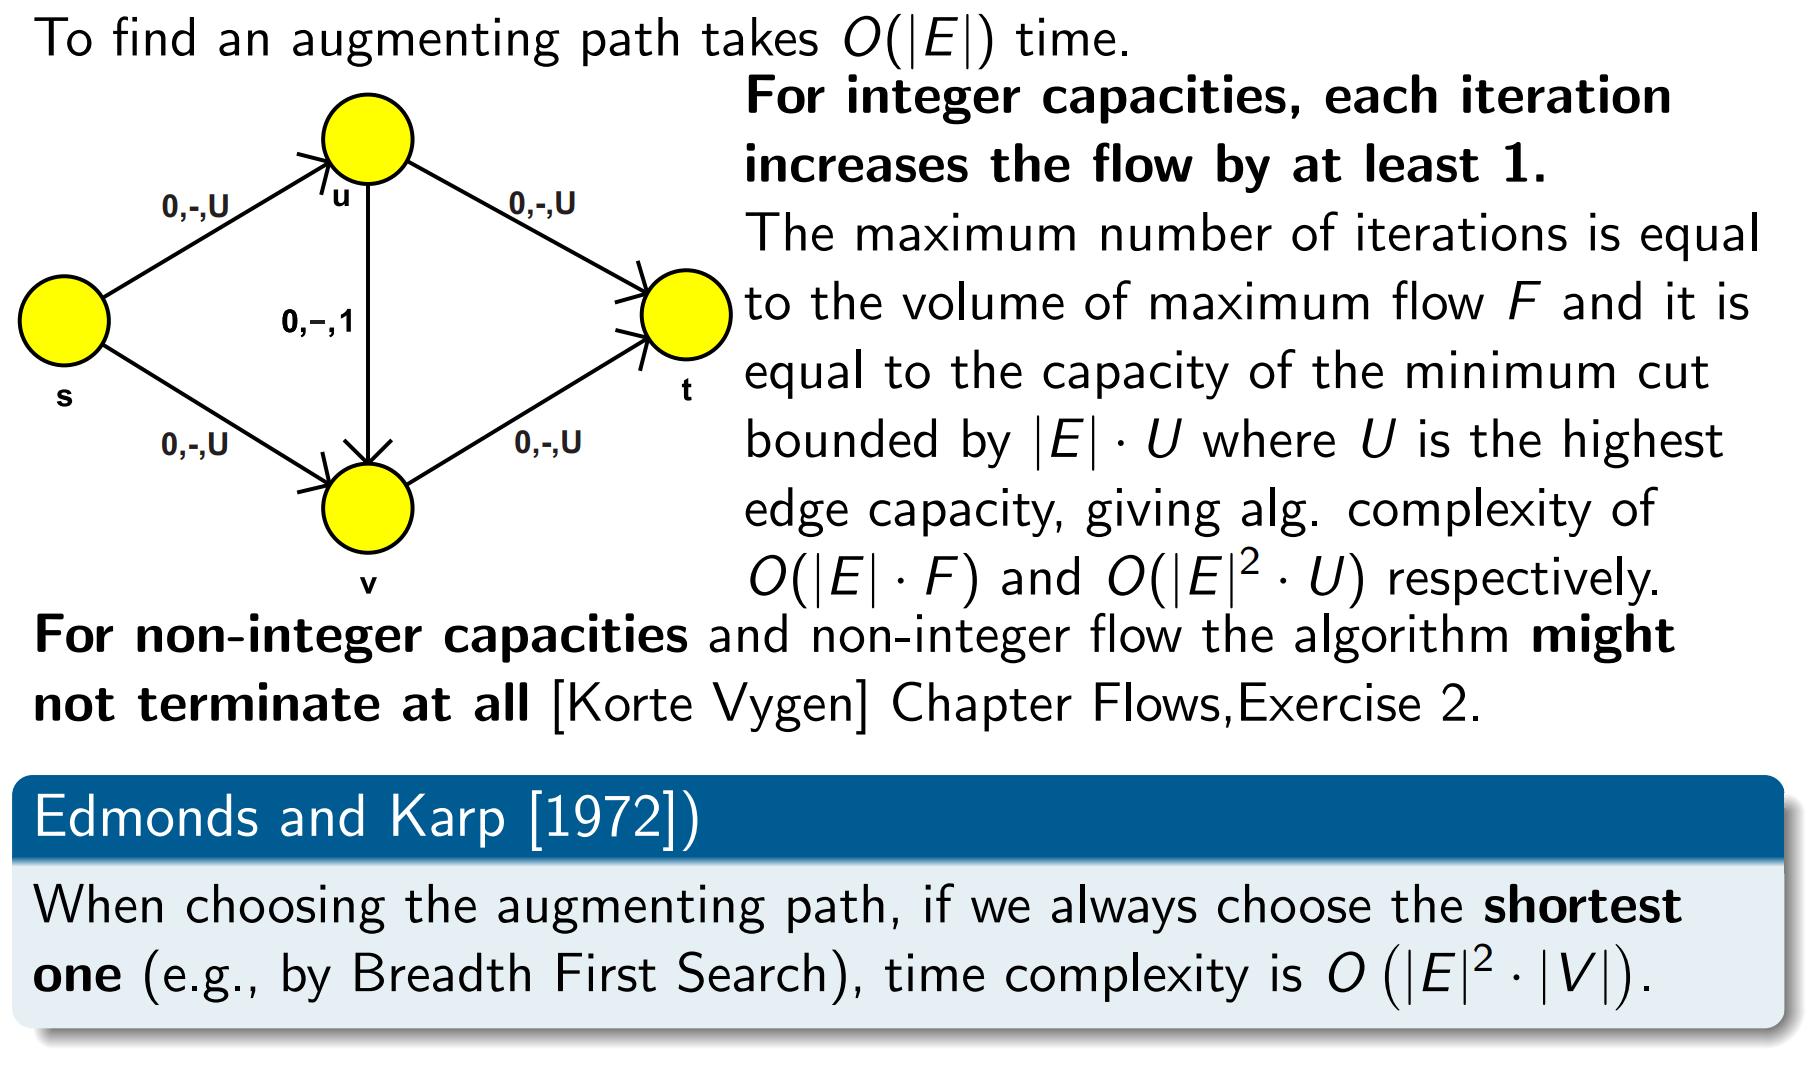 To find an augmenting path takes O(|E|) time.
For integer capacities, each iteration
increases the flow by at least 1.
The maximum number of iterations is equal
to the volume of maximum flow F and it is
equal to the capacity of the minimum cut
bounded by |E| · U where U is the highest
edge capacity, giving alg. complexity of
O(|E| · F) and O(|E|² · U) respectively.
u
0,-,U
0,-,U
0,−,1
s
t
0,-,U
0,-,U
v
For non-integer capacities and non-integer flow the algorithm might
not terminate at all [Korte Vygen] Chapter Flows,Exercise 2.
Edmonds and Karp [1972])
When choosing the augmenting path, if we always choose the shortest
one (e.g., by Breadth First Search), time complexity is O (|E|² · |V|).